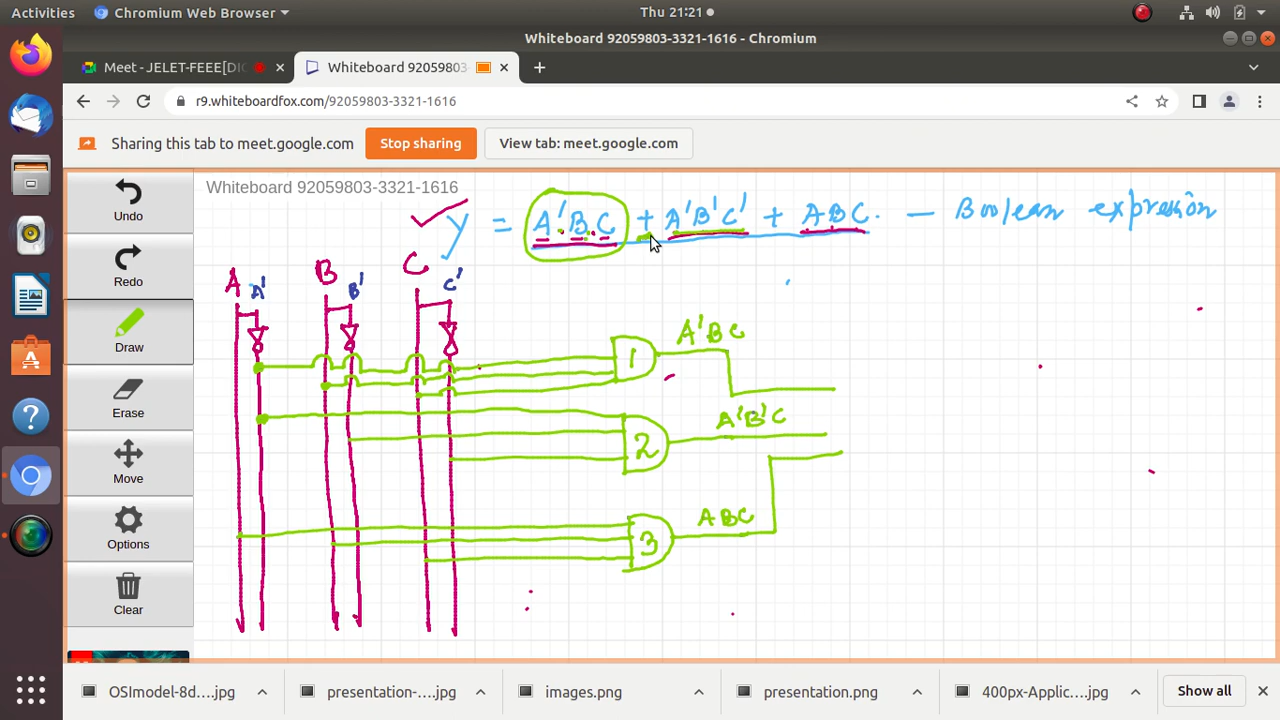 Activities
Chromium Web Browser
Thu 21:21
Whiteboard 92059803-3321-1616 - Chromium
Meet - JELET-FEEE[DIC
Whiteboard 92059803-
r9.whiteboardfox.com/92059803-3321-1616
Sharing this tab to meet.google.com
Stop sharing
View tab: meet.google.com
Whiteboard 92059803-3321-1616
Undo
Redo
Draw
Erase
Move
Options
Clear
y = A'.B.C + A'B'C' + ABC. — Boolean expression
A A' B B' C C'
1 A'BC
2 A'B'C
3 ABC
OSImodel-8d....jpg
presentation-....jpg
images.png
presentation.png
400px-Applic....jpg
Show all